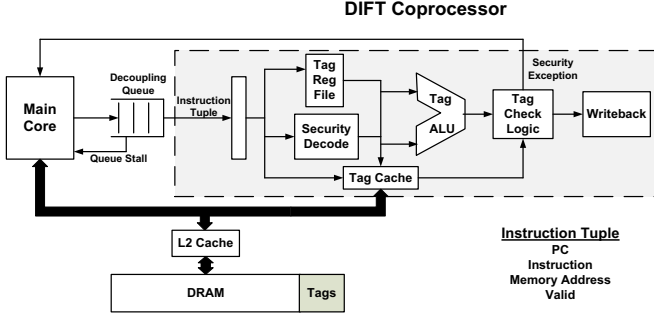 DIFT Coprocessor
Security
Exception
Decoupling
Queue
Instruction
Tuple
Tag
Reg
File
Main
Core
Security
Decode
Tag
ALU
Tag
Check
Logic
Writeback
Queue Stall
Tag Cache
L2 Cache
DRAM
Tags
Instruction Tuple
PC
Instruction
Memory Address
Valid